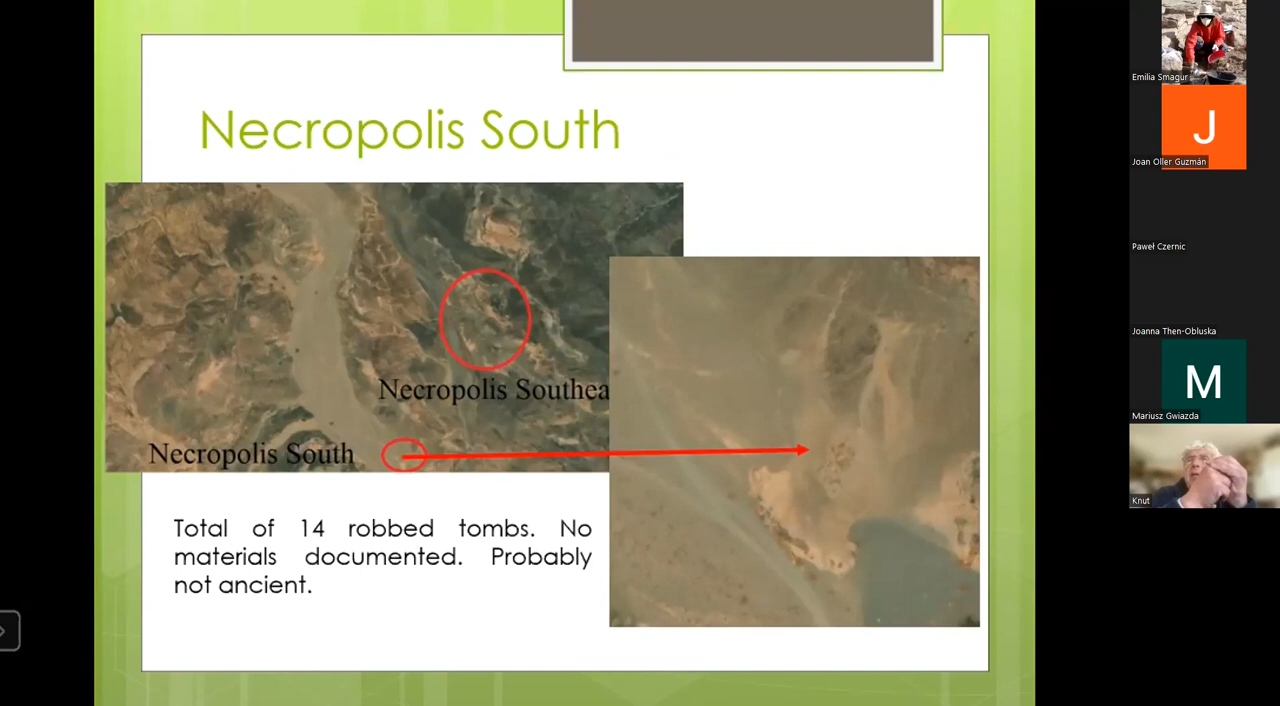 Necropolis South
Necropolis Southea
Necropolis South
Total of 14 robbed tombs. No
materials documented. Probably
not ancient.
Emilia Smagur
J
Joan Oller Guzmán
Paweł Czernic
Joanna Then-Obluska
M
Mariusz Gwiazda
Knut